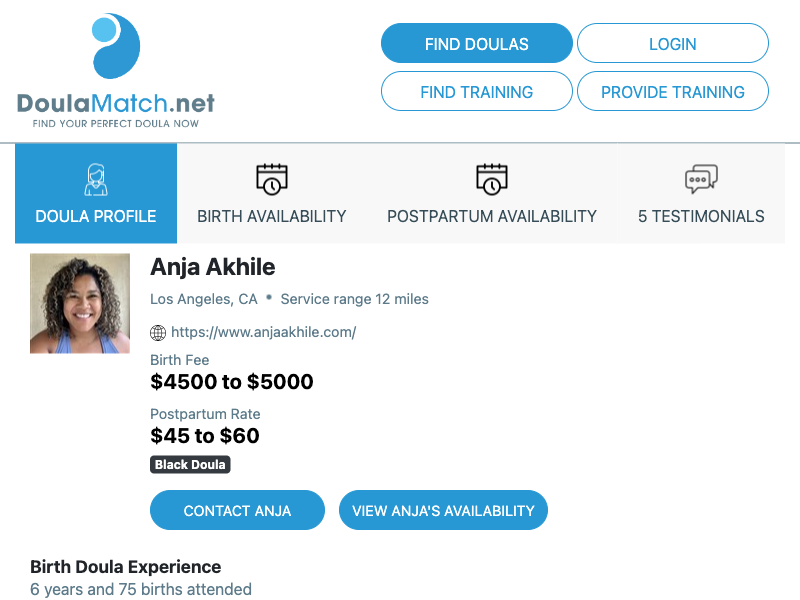 DoulaMatch.net
FIND YOUR PERFECT DOULA NOW
FIND DOULAS
LOGIN
FIND TRAINING
PROVIDE TRAINING
DOULA PROFILE
BIRTH AVAILABILITY
POSTPARTUM AVAILABILITY
5 TESTIMONIALS
Anja Akhile
Los Angeles, CA • Service range 12 miles
https://www.anjaakhile.com/
Birth Fee
$4500 to $5000
Postpartum Rate
$45 to $60
Black Doula
CONTACT ANJA
VIEW ANJA'S AVAILABILITY
Birth Doula Experience
6 years and 75 births attended